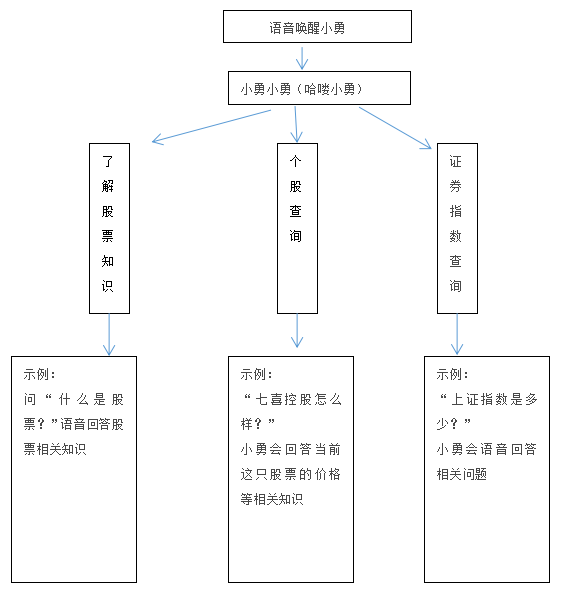 语音唤醒小勇
小勇小勇（哈喽小勇）
了
解
股
票
知
识
个
股
查
询
证
券
指
数
查
询
示例：
问“什么是股
票？”语音回答股
票相关知识
示例：
“七喜控股怎么
样？”
小勇会回答当前
这只股票的价格
等相关知识
示例：
“上证指数是多
少？”
小勇会语音回答
相关问题